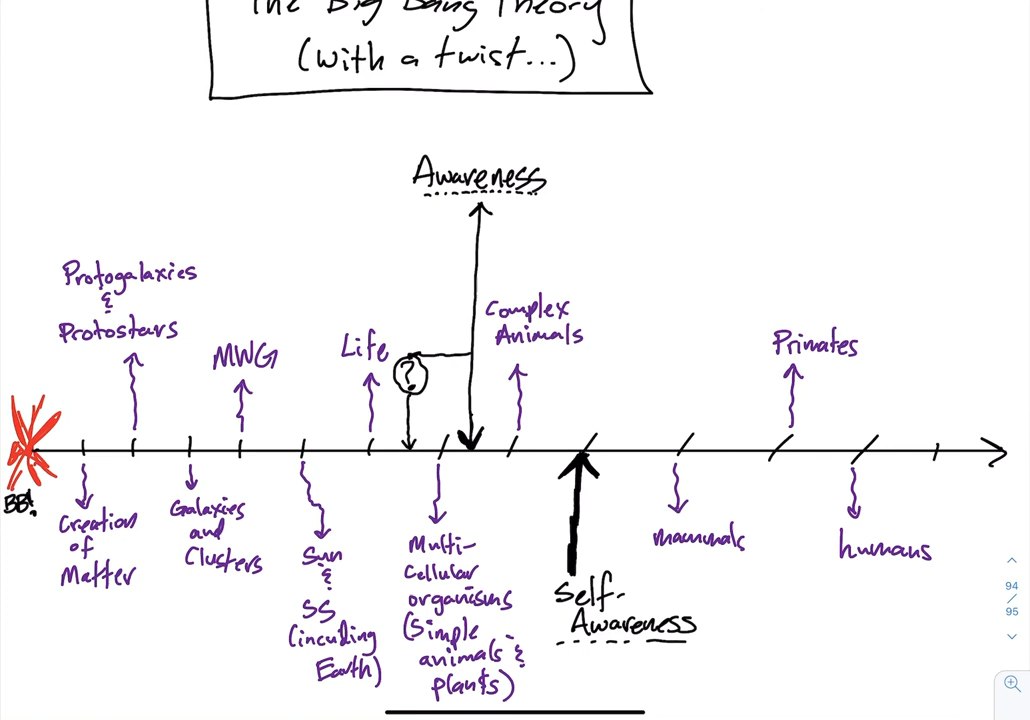 The Big Bang Theory
(with a twist...)
Awareness
Protogalaxies
&
Protostars
MWG
Life
?
Complex
Animals
Primates
BB!
Creation
of
Matter
Galaxies
and
Clusters
Sun
&
SS
(incuding
Earth)
Multi-
Cellular
organisms
(Simple
animals &
plants)
Self-
Awareness
mammals
humans
94
/
95